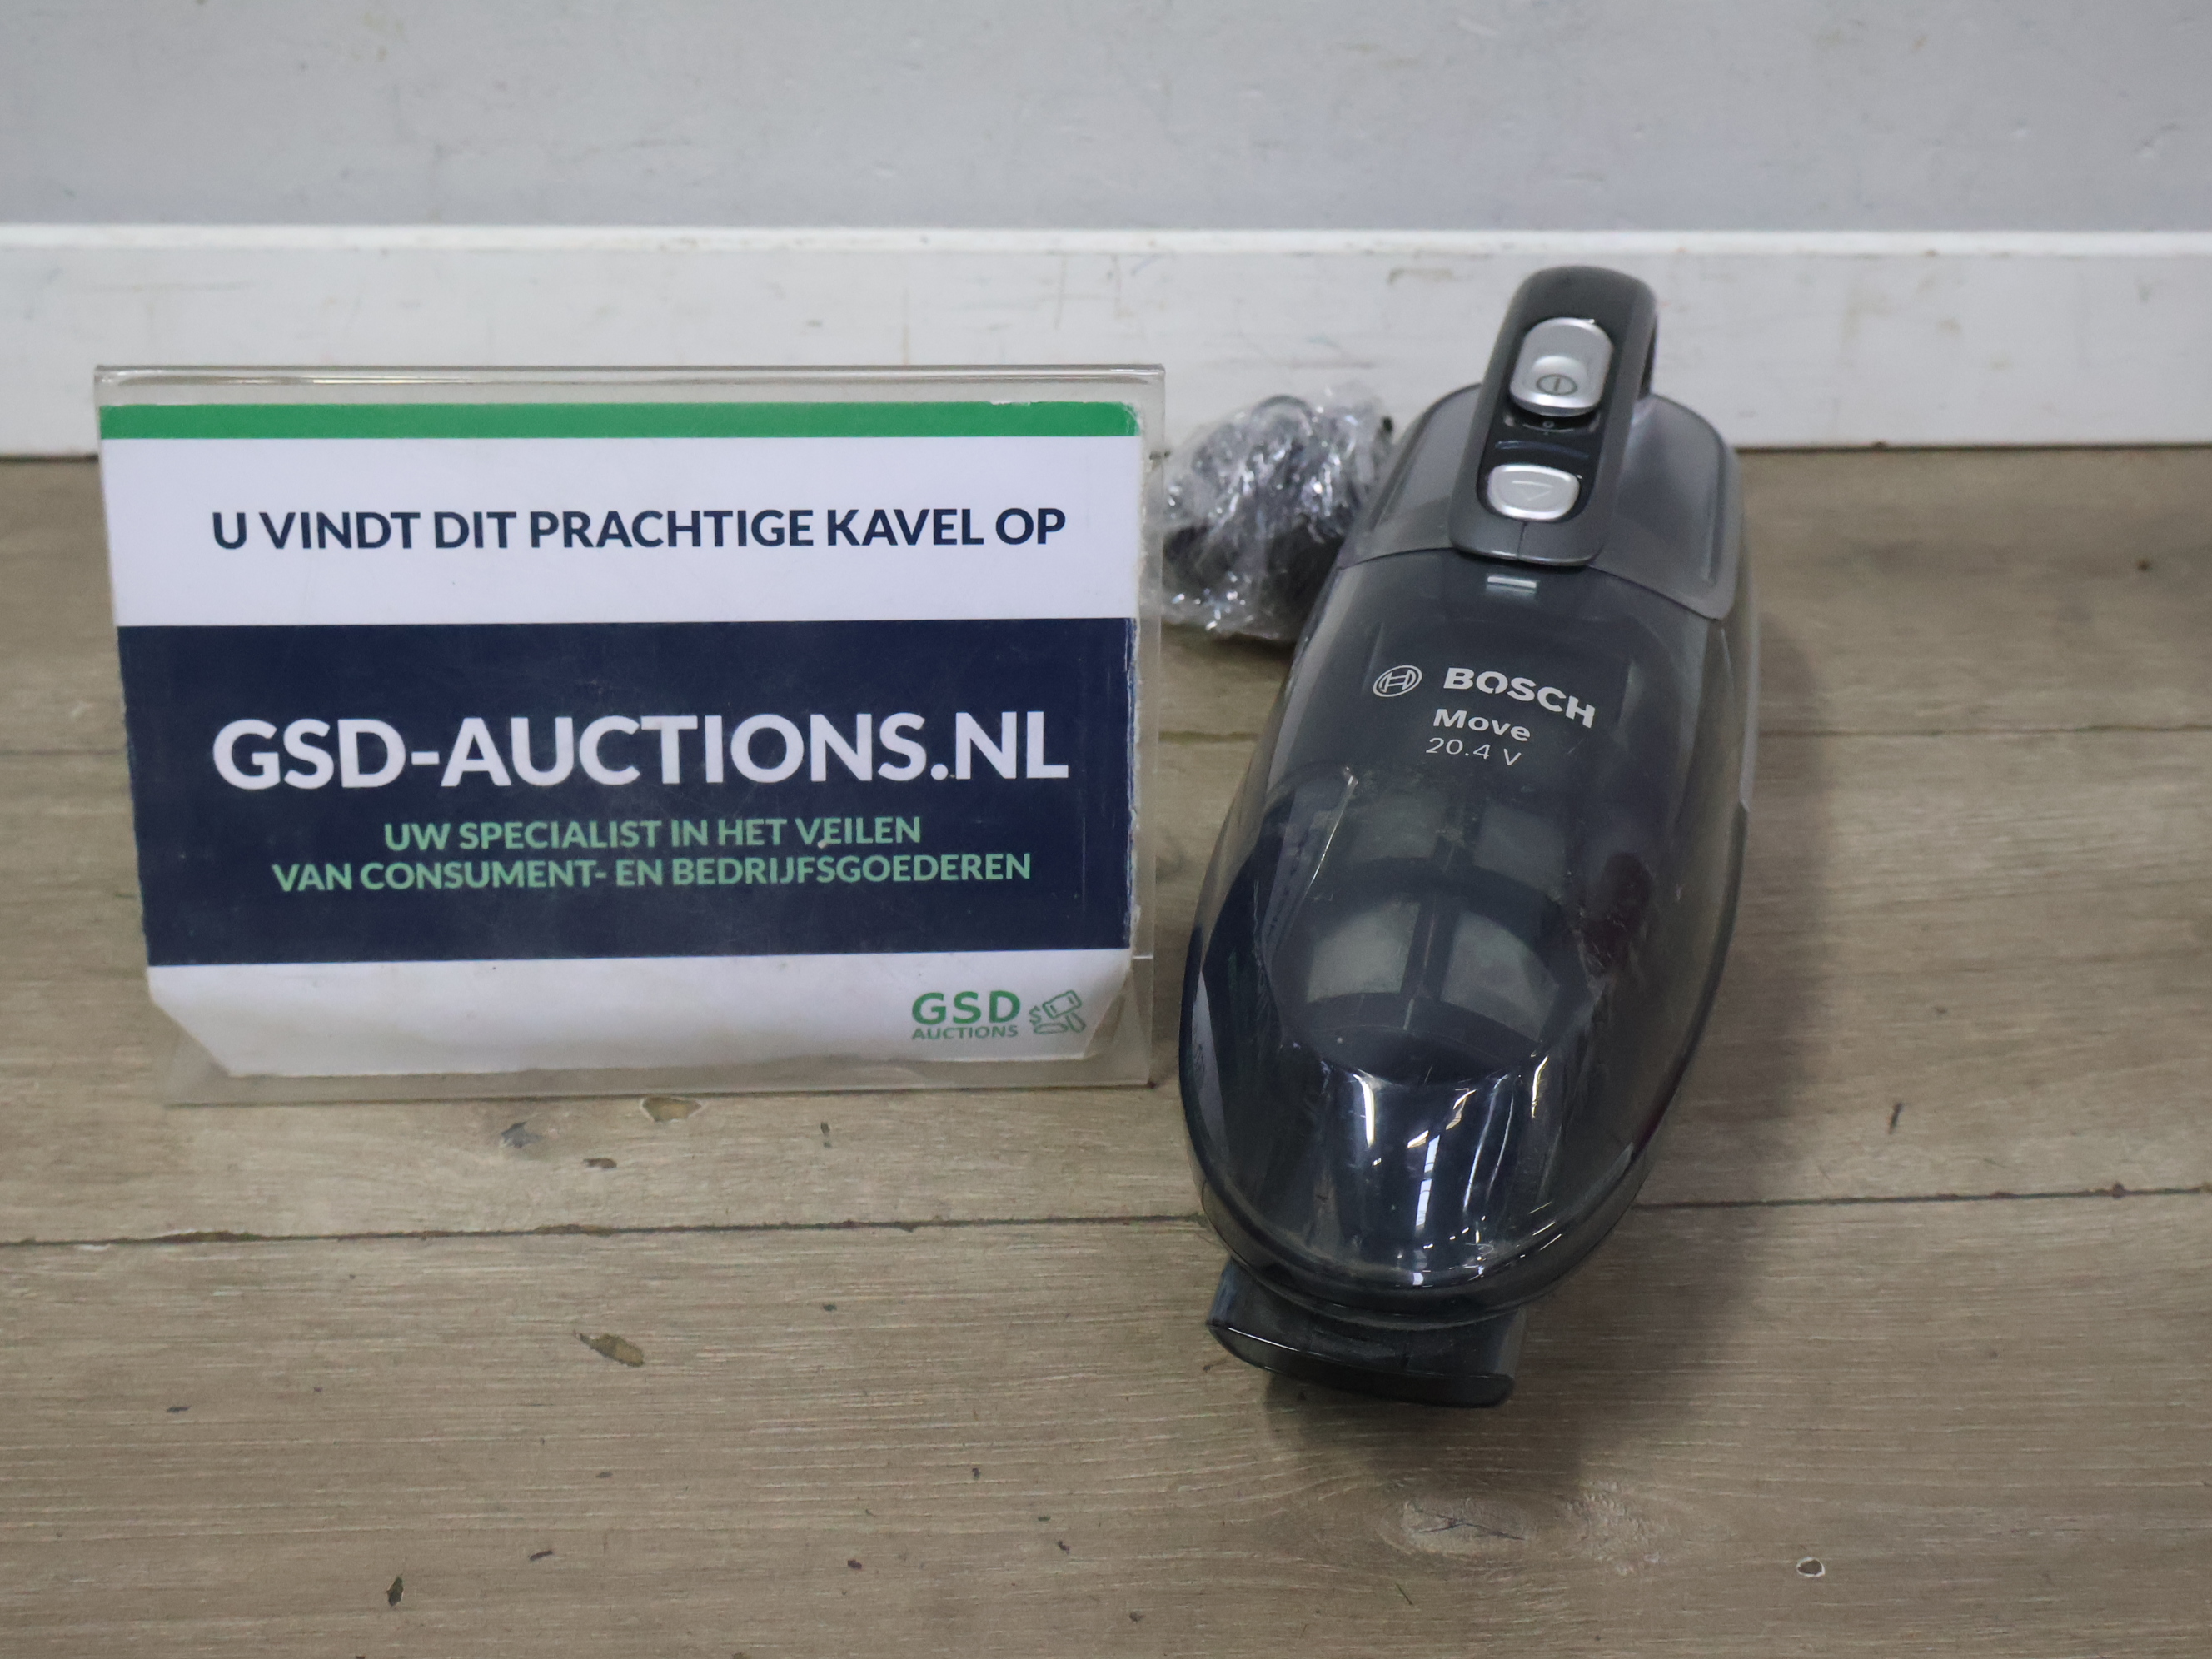 U VINDT DIT PRACHTIGE KAVEL OP
GSD-AUCTIONS.NL
UW SPECIALIST IN HET VEILEN
VAN CONSUMENT- EN BEDRIJFSGOEDEREN
GSD
AUCTIONS
BOSCH
Move
20.4 V